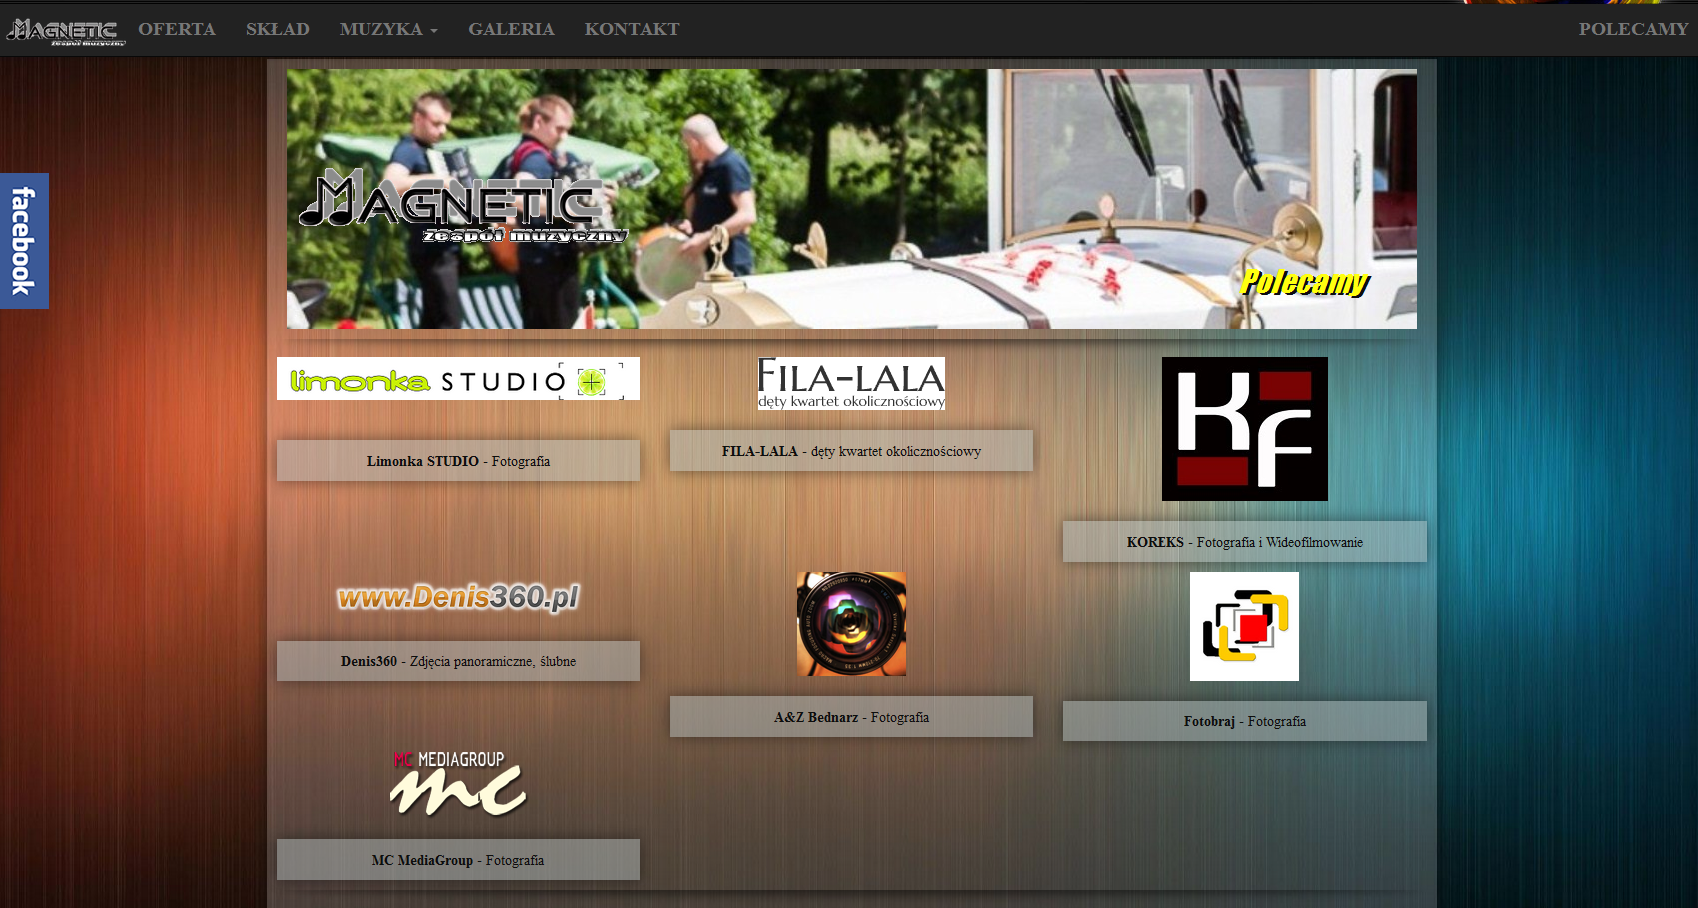 MAGNETIC
zespół muzyczny
OFERTA
SKŁAD
MUZYKA
GALERIA
KONTAKT
POLECAMY
facebook
MAGNETIC
zespół muzyczny
Polecamy
limonka STUDIO
FILA-LALA
dęty kwartet okolicznościowy
KF
Limonka STUDIO - Fotografia
FILA-LALA - dęty kwartet okolicznościowy
KOREKS - Fotografia i Wideofilmowanie
www.Denis360.pl
Denis360 - Zdjęcia panoramiczne, ślubne
A&Z Bednarz - Fotografia
Fotobraj - Fotografia
MC MEDIAGROUP
mc
MC MediaGroup - Fotografia